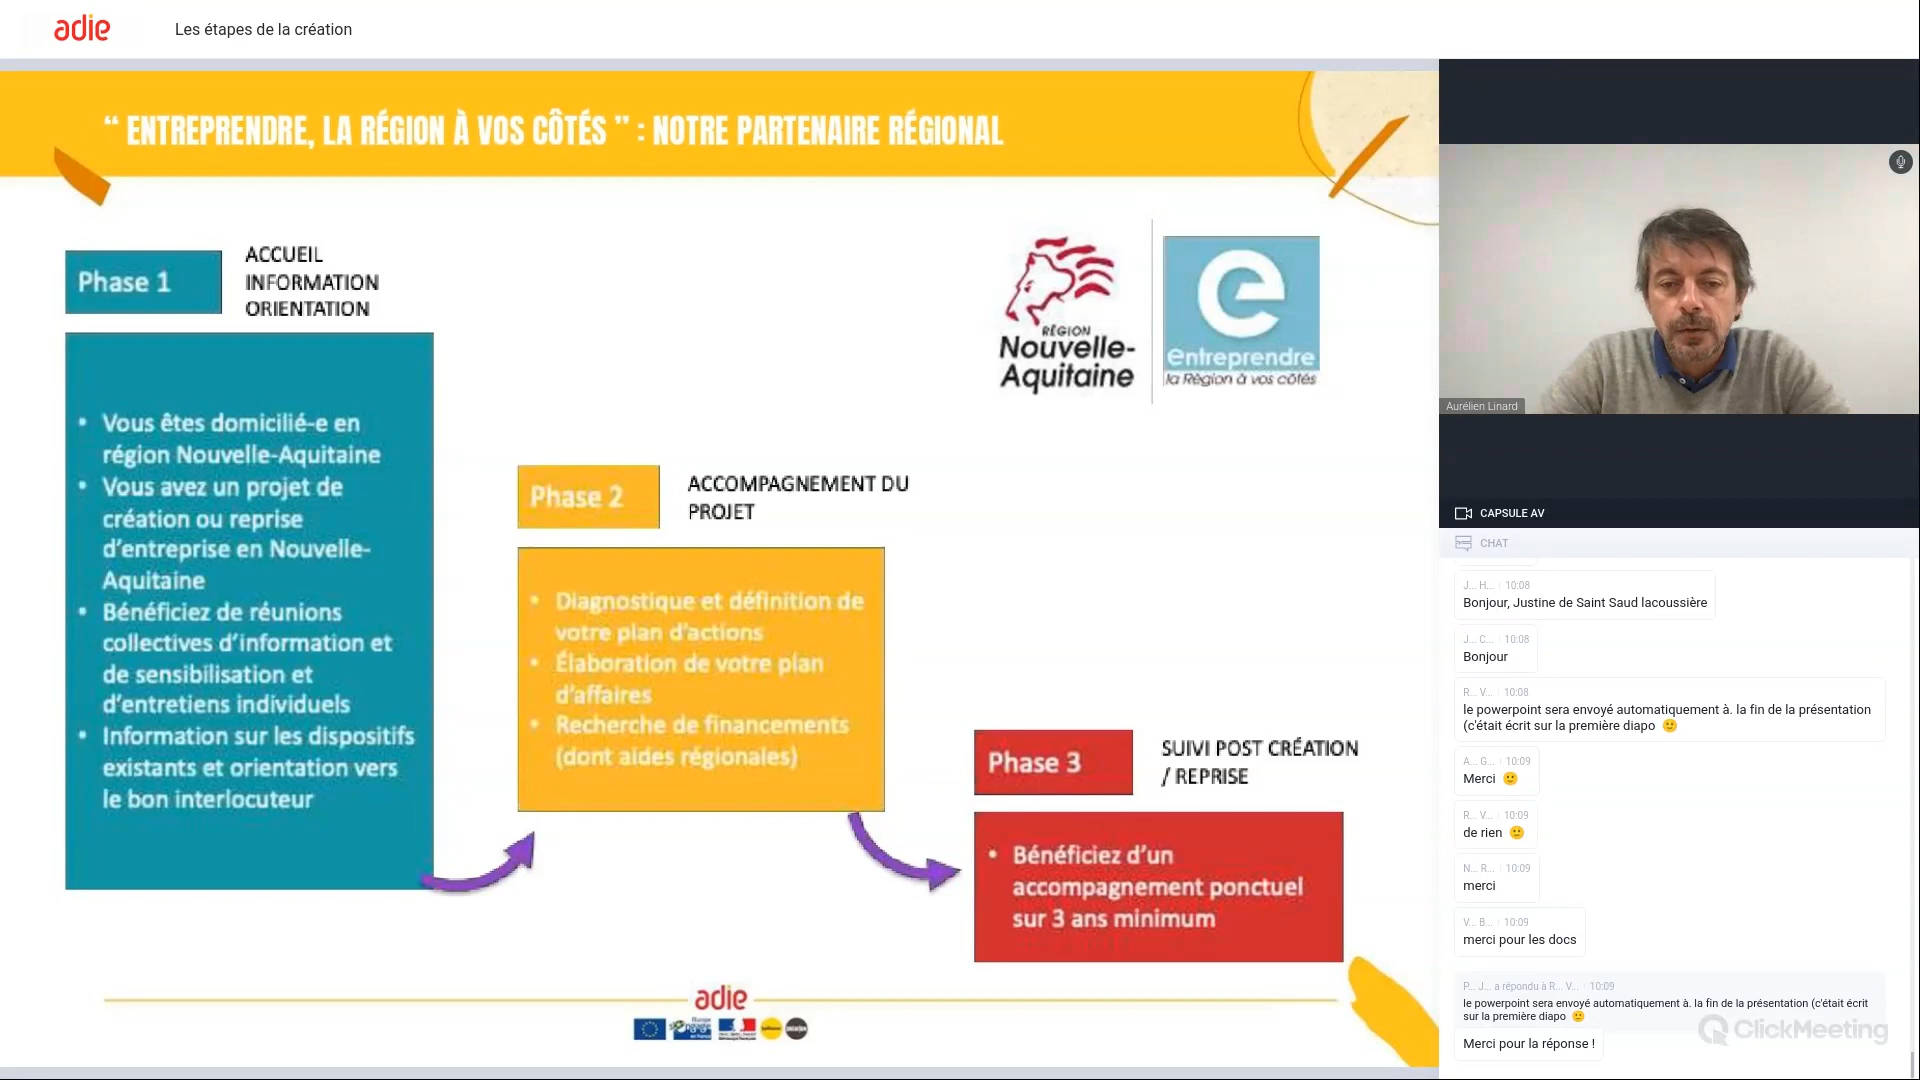 adie
Les étapes de la création
“ ENTREPRENDRE, LA RÉGION À VOS CÔTÉS ” : NOTRE PARTENAIRE RÉGIONAL
Phase 1
ACCUEIL
INFORMATION
ORIENTATION
• Vous êtes domicilié-e en
région Nouvelle-Aquitaine
• Vous avez un projet de
création ou reprise
d’entreprise en Nouvelle-
Aquitaine
• Bénéficiez de réunions
collectives d’information et
de sensibilisation et
d’entretiens individuels
• Information sur les dispositifs
existants et orientation vers
le bon interlocuteur
RÉGION
Nouvelle-
Aquitaine
e
entreprendre
la Région à vos côtés
Phase 2
ACCOMPAGNEMENT DU
PROJET
• Diagnostique et définition de
votre plan d’actions
• Élaboration de votre plan
d’affaires
• Recherche de financements
(dont aides régionales)
Phase 3
SUIVI POST CRÉATION
/ REPRISE
• Bénéficiez d’un
accompagnement ponctuel
sur 3 ans minimum
adie
Aurélien Linard
CAPSULE AV
CHAT
J... H... 10:08
Bonjour, Justine de Saint Saud lacoussière
J... C... 10:08
Bonjour
R... V... 10:08
le powerpoint sera envoyé automatiquement à. la fin de la présentation
(c'était écrit sur la première diapo 🙂
A... G... 10:09
Merci 🙂
R... V... 10:09
de rien 🙂
N... R... 10:09
merci
V... B... 10:09
merci pour les docs
P... J... a répondu à R... V... 10:09
le powerpoint sera envoyé automatiquement à. la fin de la présentation (c'était écrit
sur la première diapo 🙂
Merci pour la réponse !
ClickMeeting